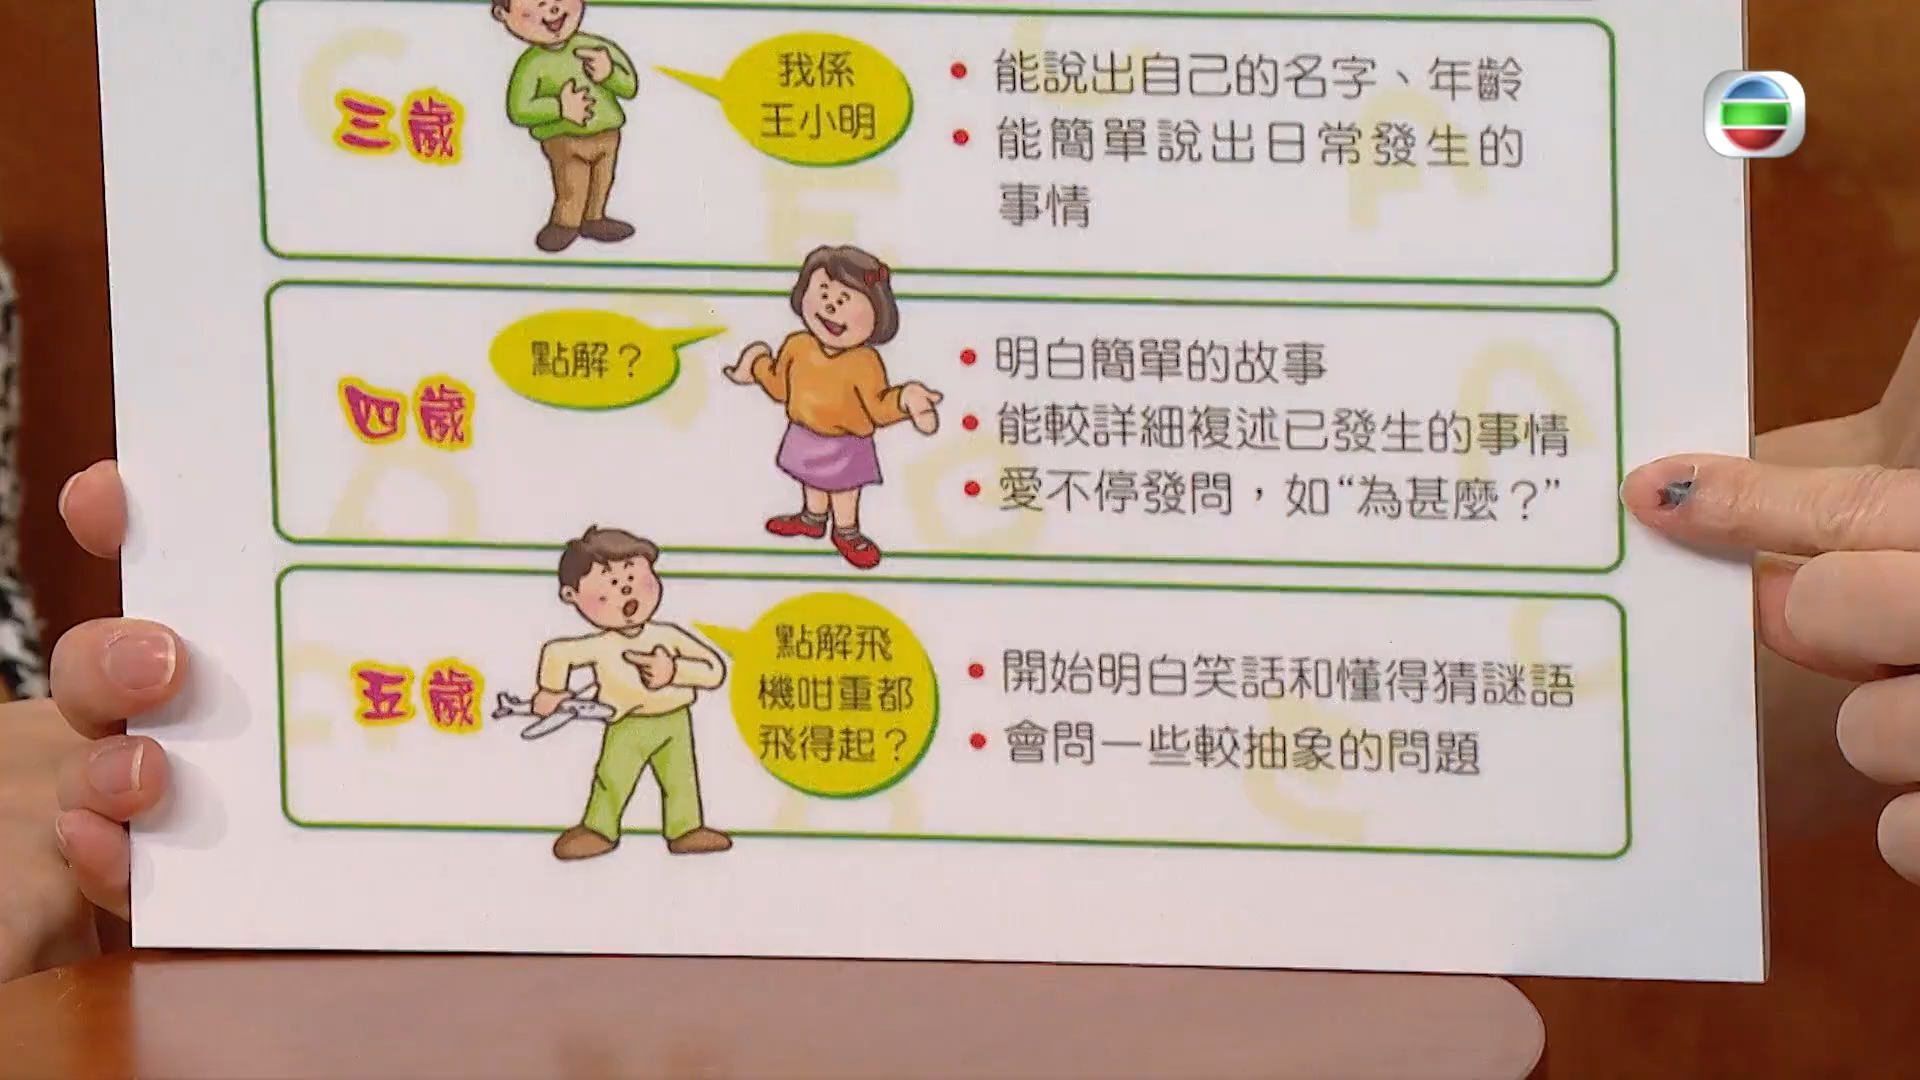 三歲
我係
王小明
• 能說出自己的名字、年齡
• 能簡單說出日常發生的
事情
四歲
點解？
• 明白簡單的故事
• 能較詳細複述已發生的事情
• 愛不停發問，如“為甚麼？”
五歲
點解飛
機咁重都
飛得起？
• 開始明白笑話和懂得猜謎語
• 會問一些較抽象的問題